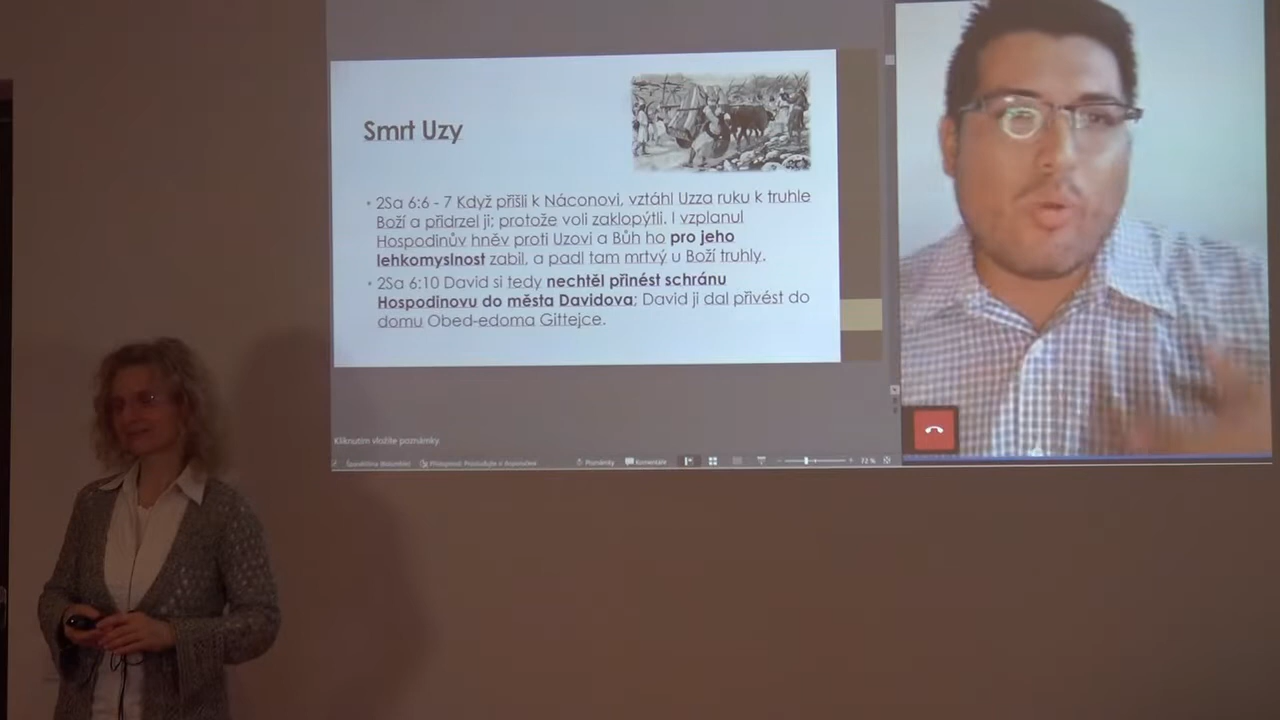 Smrt Uzy
• 2Sa 6:6 - 7 Když přišli k Náconovi, vztáhl Uzza ruku k truhle
Boží a přidržel ji; protože voli zaklopýtli. I vzplanul
Hospodinův hněv proti Uzovi a Bůh ho pro jeho
lehkomyslnost zabil, a padl tam mrtvý u Boží truhly.
• 2Sa 6:10 David si tedy nechtěl přinést schránu
Hospodinovu do města Davidova; David ji dal přivést do
domu Obed-edoma Gittejce.
Kliknutím vložíte poznámky.
Poznámky Komentáře 72 %